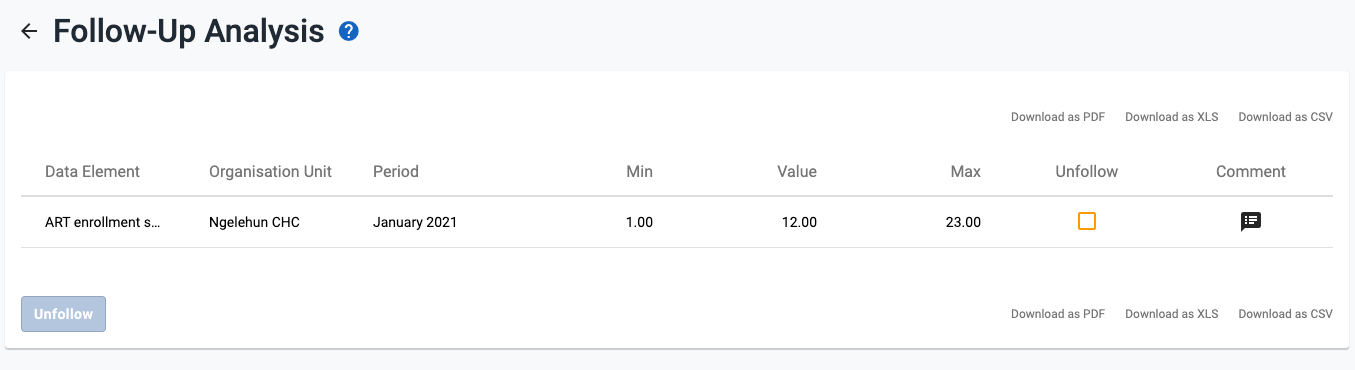 Follow-Up Analysis ?
Download as PDF Download as XLS Download as CSV
Data Element Organisation Unit Period Min Value Max Unfollow Comment
ART enrollment s... Ngelehun CHC January 2021 1.00 12.00 23.00
Unfollow Download as PDF Download as XLS Download as CSV